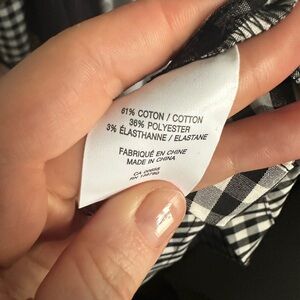 61% COTON / COTTON
36% POLYESTER
3% ÉLASTHANNE / ELASTANE
FABRIQUÉ EN CHINE
MADE IN CHINA